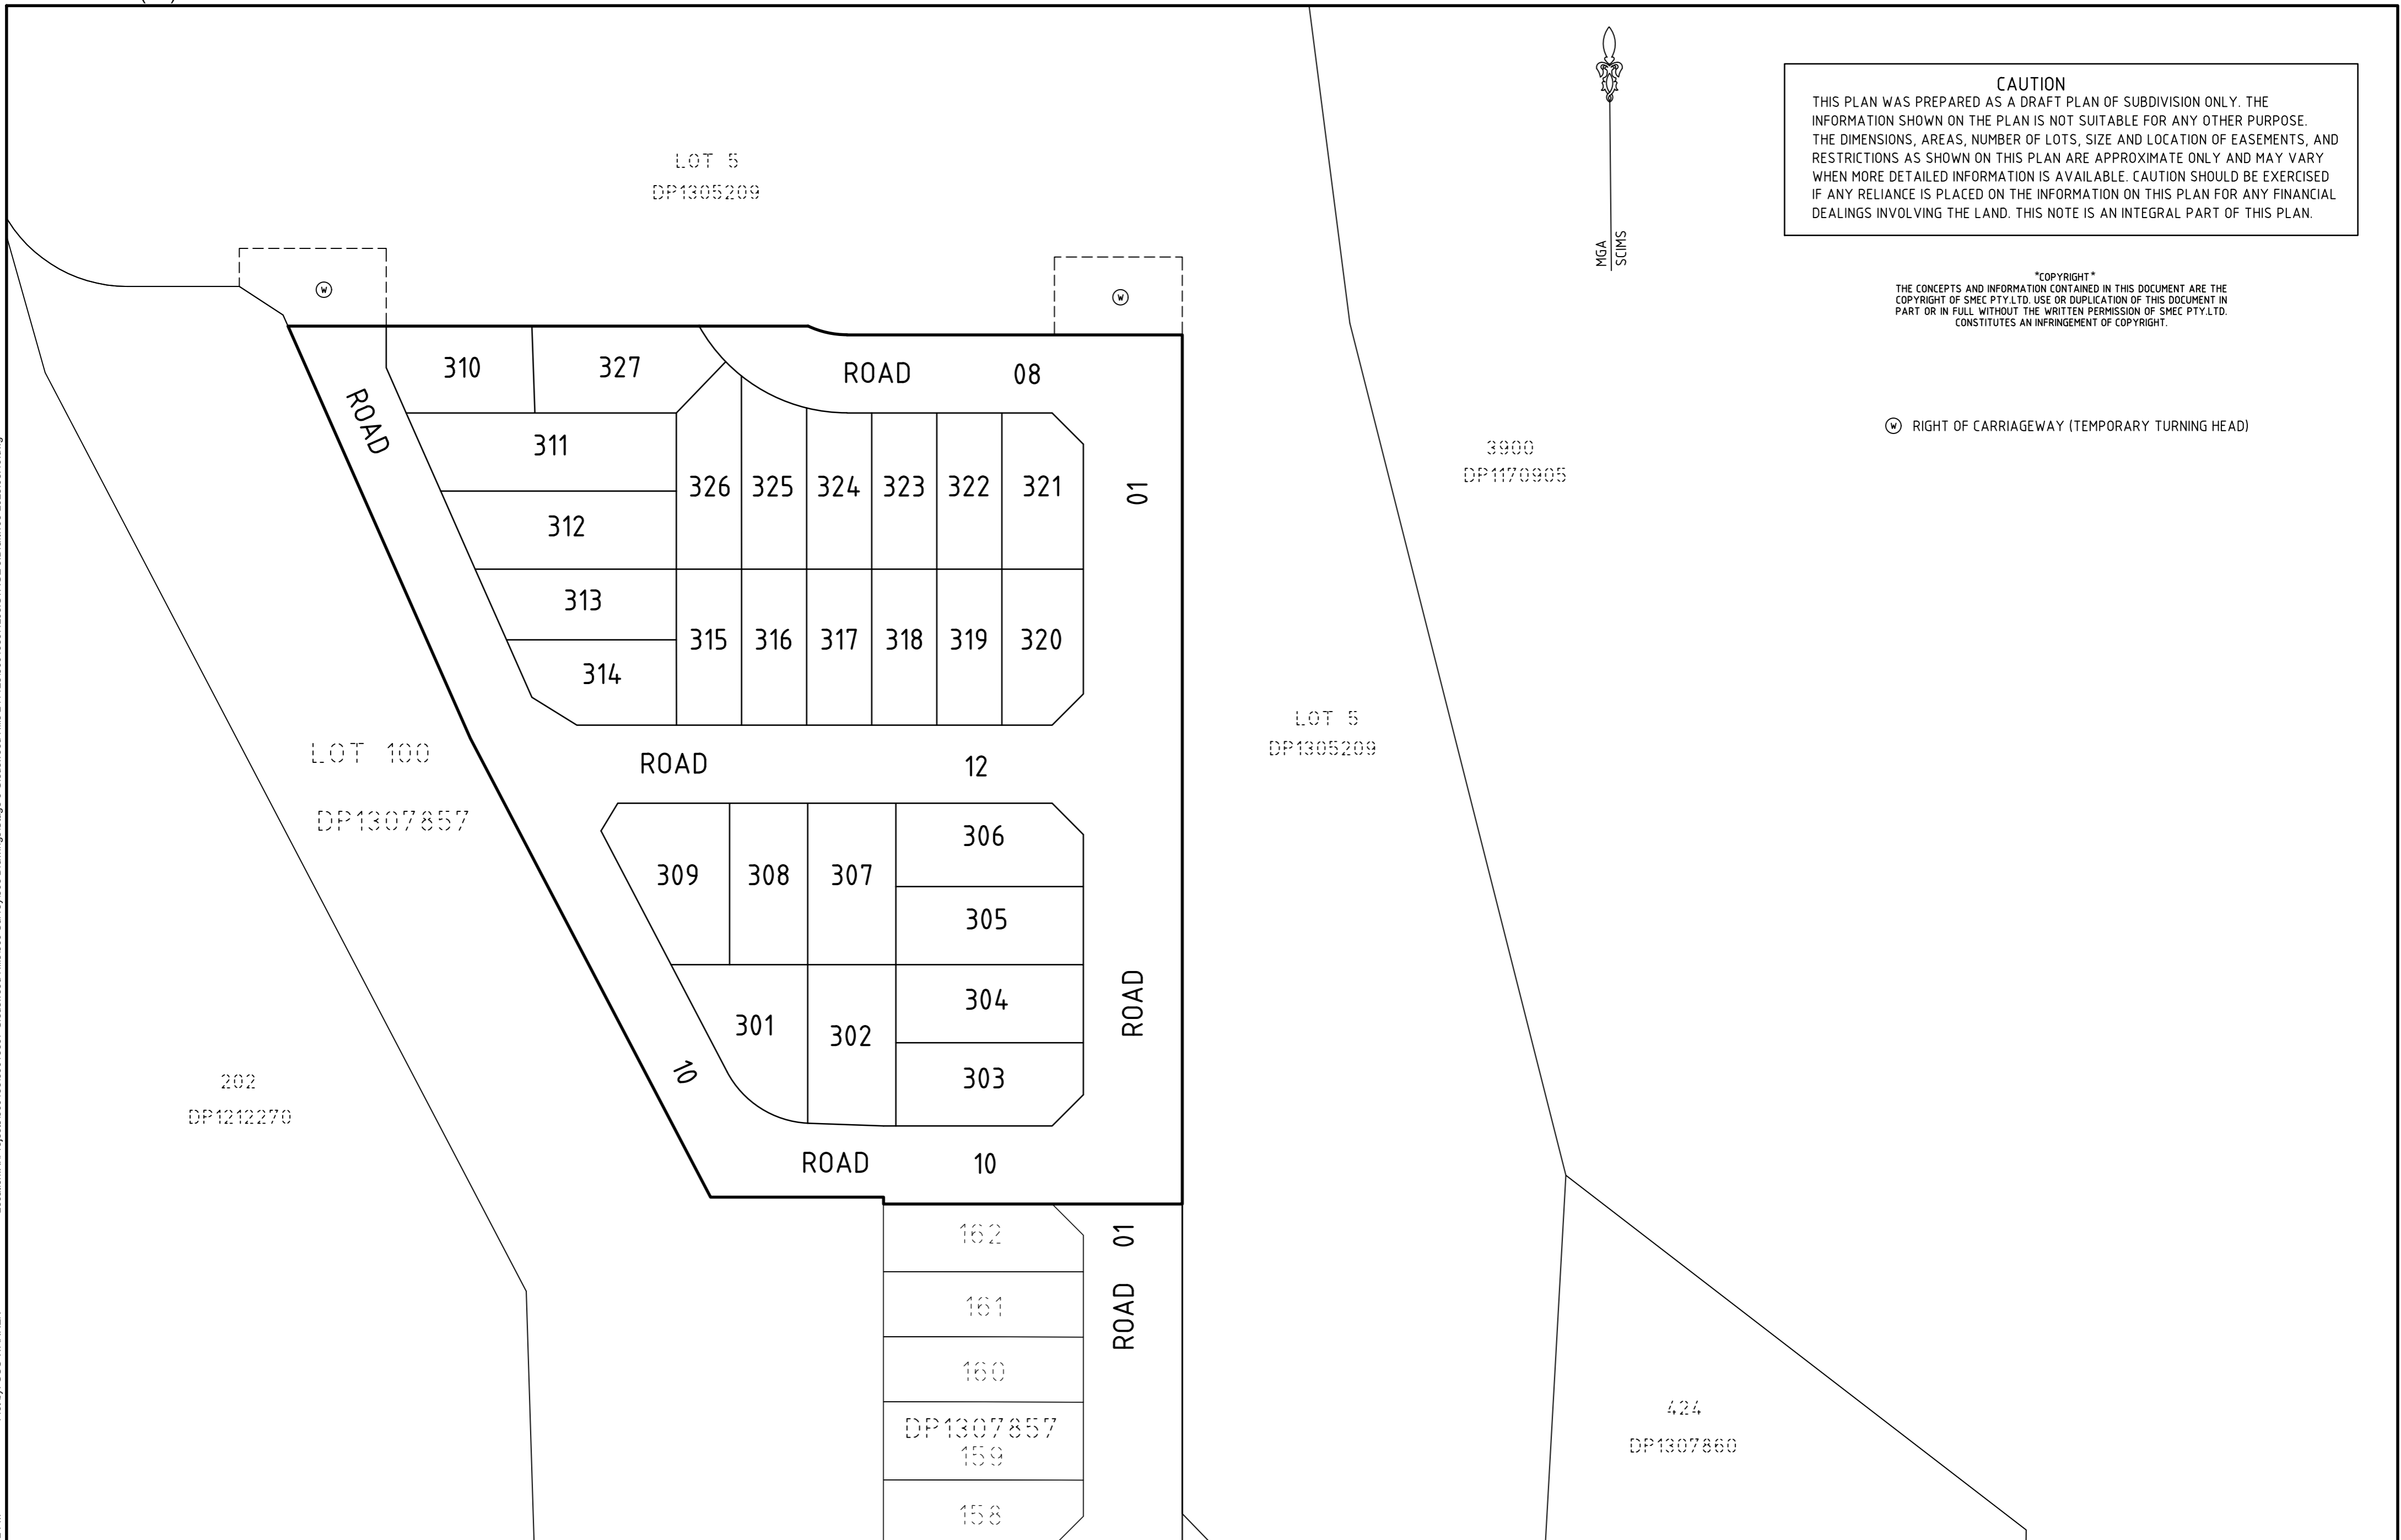 CAUTION
THIS PLAN WAS PREPARED AS A DRAFT PLAN OF SUBDIVISION ONLY. THE
INFORMATION SHOWN ON THE PLAN IS NOT SUITABLE FOR ANY OTHER PURPOSE.
THE DIMENSIONS, AREAS, NUMBER OF LOTS, SIZE AND LOCATION OF EASEMENTS, AND
RESTRICTIONS AS SHOWN ON THIS PLAN ARE APPROXIMATE ONLY AND MAY VARY
WHEN MORE DETAILED INFORMATION IS AVAILABLE. CAUTION SHOULD BE EXERCISED
IF ANY RELIANCE IS PLACED ON THE INFORMATION ON THIS PLAN FOR ANY FINANCIAL
DEALINGS INVOLVING THE LAND. THIS NOTE IS AN INTEGRAL PART OF THIS PLAN.
*COPYRIGHT*
THE CONCEPTS AND INFORMATION CONTAINED IN THIS DOCUMENT ARE THE
COPYRIGHT OF SMEC PTY.LTD. USE OR DUPLICATION OF THIS DOCUMENT IN
PART OR IN FULL WITHOUT THE WRITTEN PERMISSION OF SMEC PTY.LTD.
CONSTITUTES AN INFRINGEMENT OF COPYRIGHT.
W RIGHT OF CARRIAGEWAY (TEMPORARY TURNING HEAD)
MGA
SCIMS
LOT 5
DP1305209
W
W
310
327
ROAD 08
ROAD
311
312
313
314
326
325
324
323
322
321
01
315
316
317
318
319
320
3900
DP1170905
LOT 5
DP1305209
LOT 100
DP1307857
ROAD 12
309
308
307
306
305
304
303
301
302
ROAD
10
ROAD 10
202
DP1212270
162
161
160
DP1307857
159
158
ROAD 01
424
DP1307860